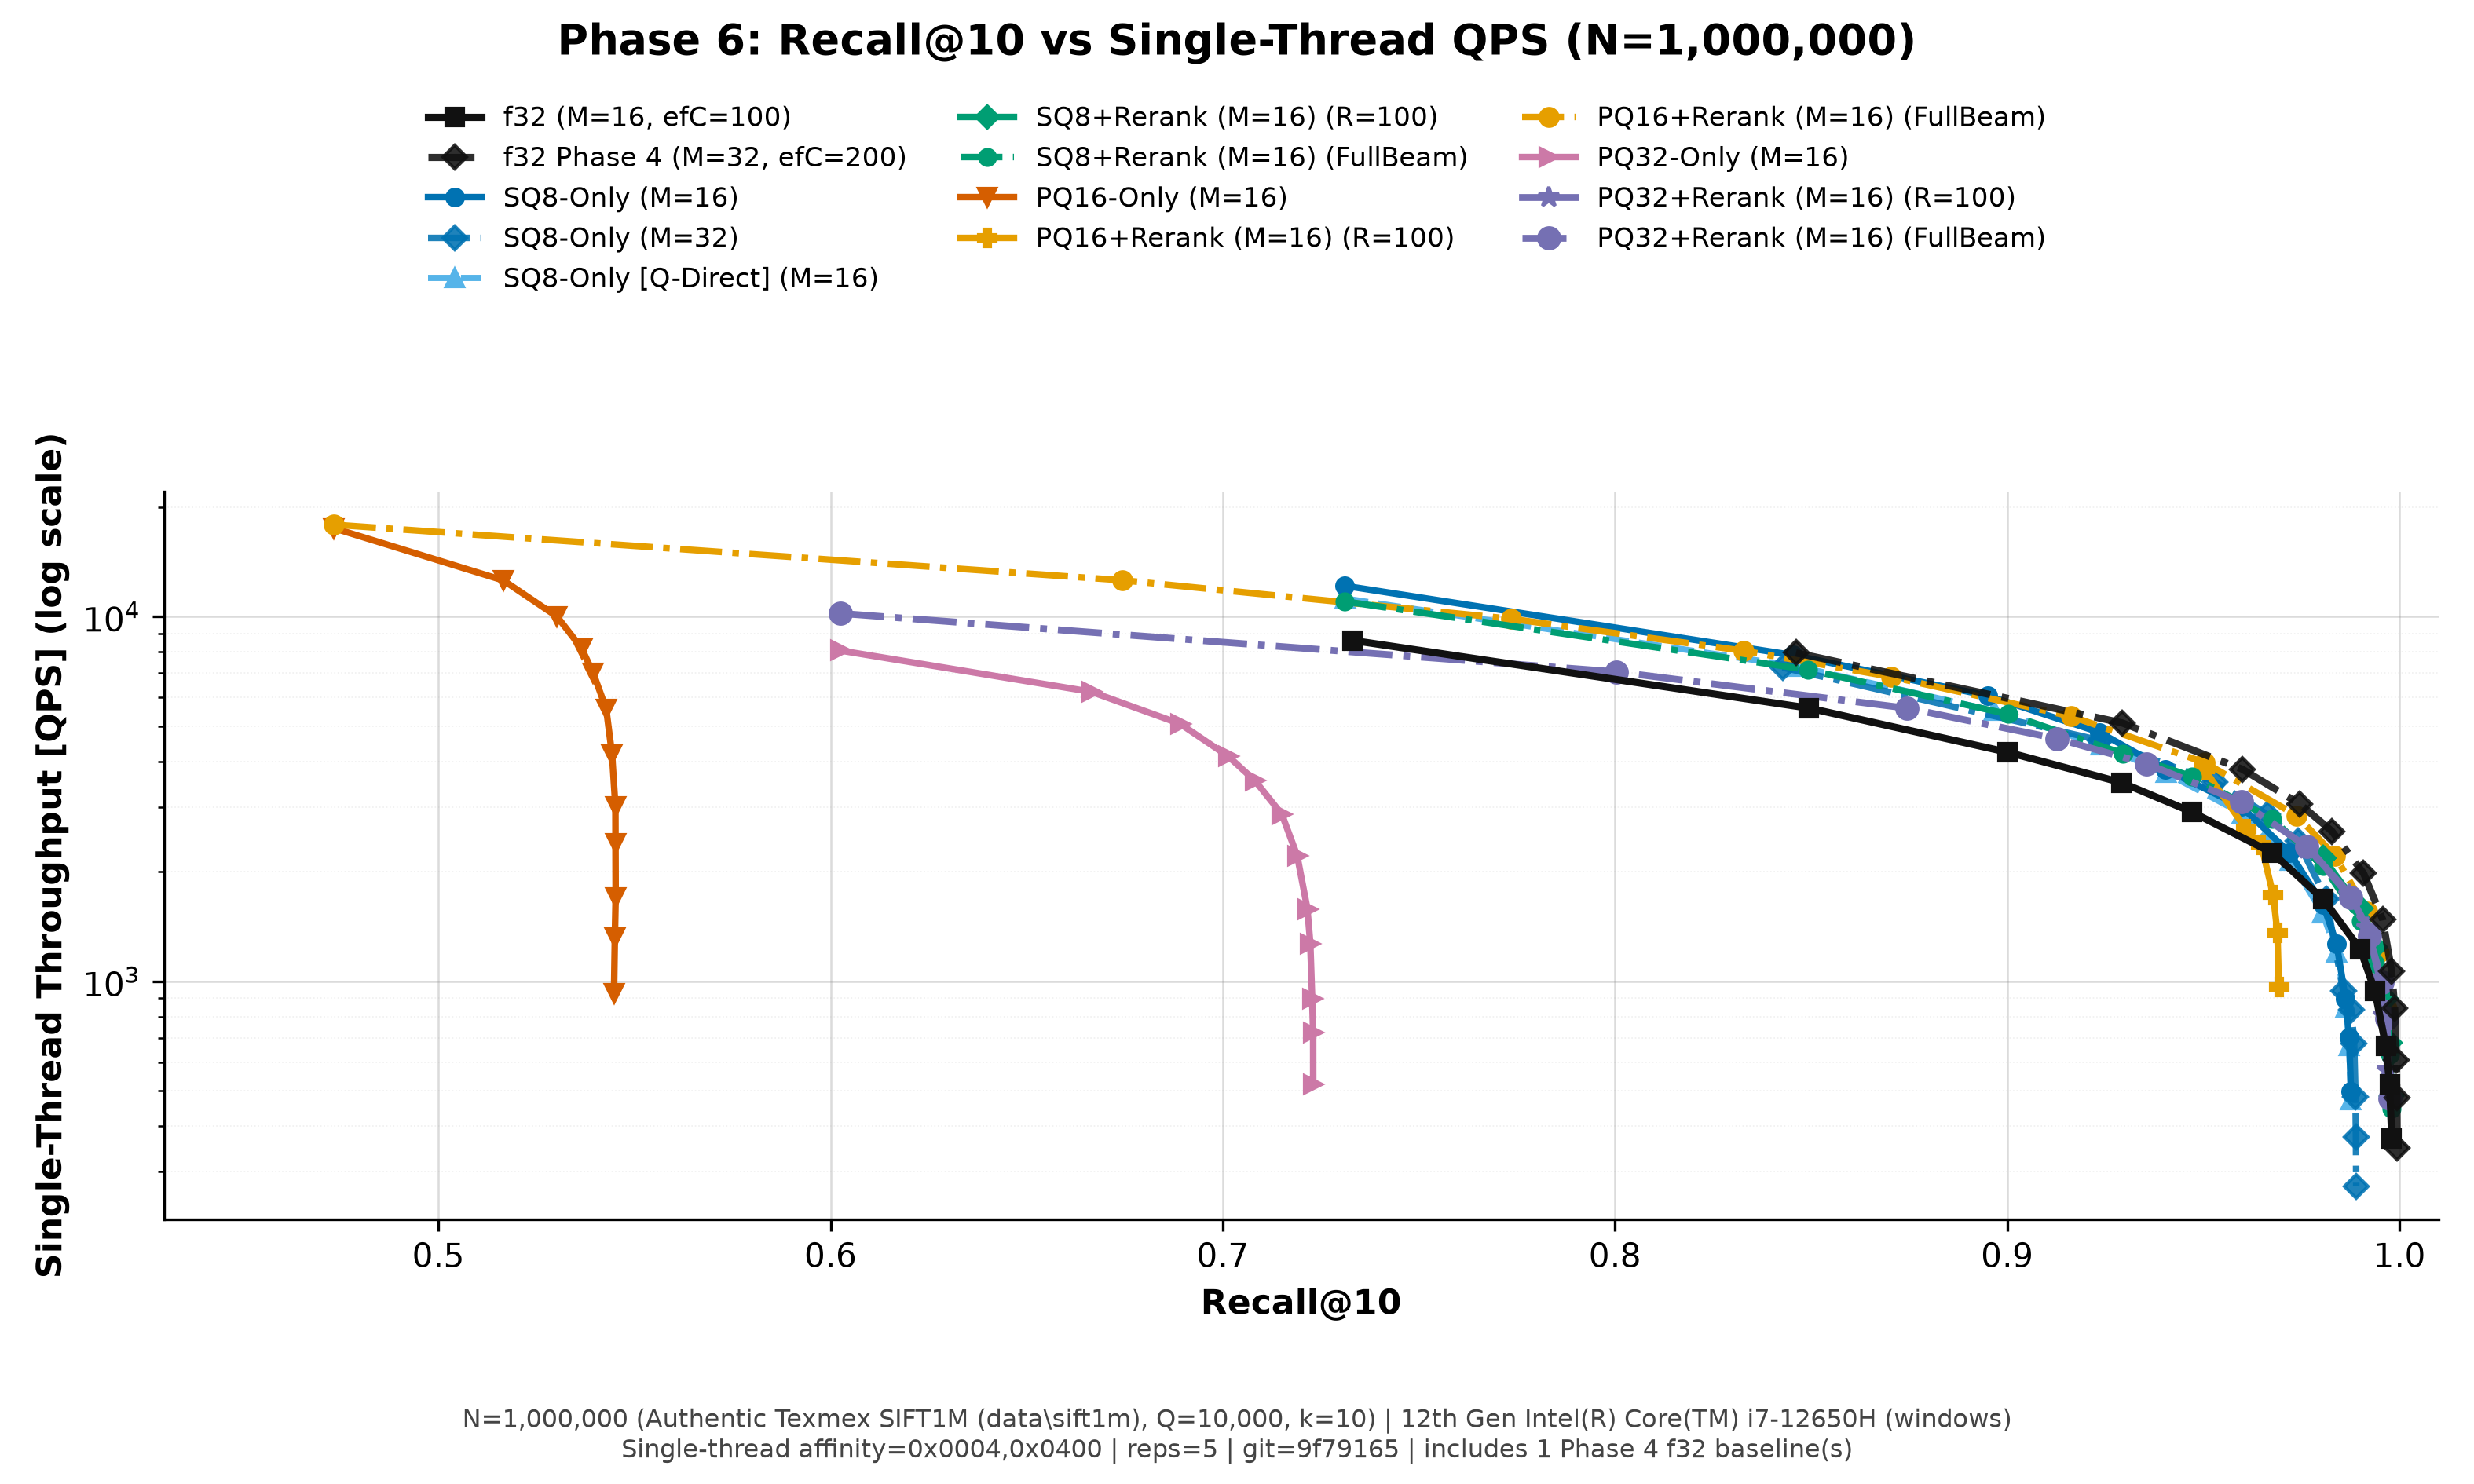 Phase 6: Recall@10 vs Single-Thread QPS (N=1,000,000)
f32 (M=16, efC=100)
f32 Phase 4 (M=32, efC=200)
SQ8-Only (M=16)
SQ8-Only (M=32)
SQ8-Only [Q-Direct] (M=16)
SQ8+Rerank (M=16) (R=100)
SQ8+Rerank (M=16) (FullBeam)
PQ16-Only (M=16)
PQ16+Rerank (M=16) (R=100)
PQ16+Rerank (M=16) (FullBeam)
PQ32-Only (M=16)
PQ32+Rerank (M=16) (R=100)
PQ32+Rerank (M=16) (FullBeam)
Single-Thread Throughput [QPS] (log scale)
10⁴
10³
0.5 0.6 0.7 0.8 0.9 1.0
Recall@10
N=1,000,000 (Authentic Texmex SIFT1M (data\sift1m), Q=10,000, k=10) | 12th Gen Intel(R) Core(TM) i7-12650H (windows)
Single-thread affinity=0x0004,0x0400 | reps=5 | git=9f79165 | includes 1 Phase 4 f32 baseline(s)